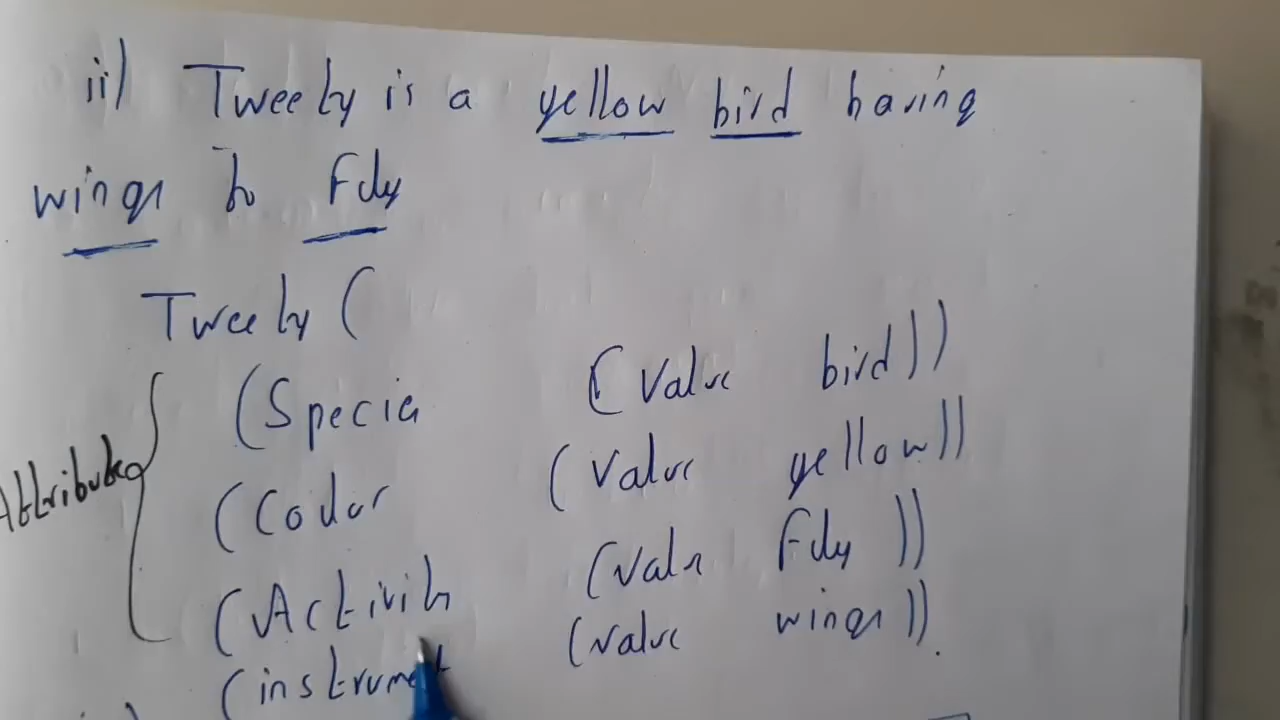 ii) Tweety is a yellow bird having
wings to Fly
Tweety (
(Species (Value bird))
(Color (Value yellow))
(Activity (Value Fly))
(instrument (Value wings)).
Attributes